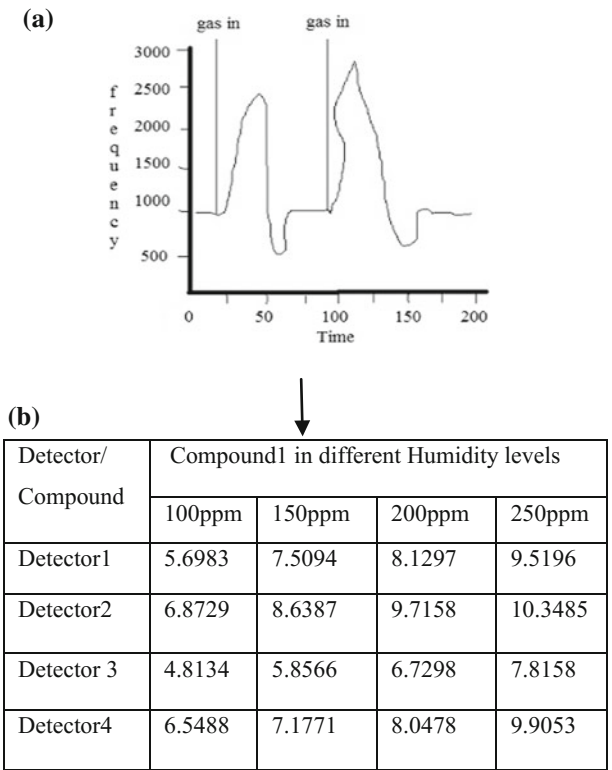 (a)
gas in gas in
3000
2500
2000
1500
1000
500
frequency
0 50 100 150 200
Time
(b)
Detector/ Compound1 in different Humidity levels
Compound
100ppm 150ppm 200ppm 250ppm
Detector1 5.6983 7.5094 8.1297 9.5196
Detector2 6.8729 8.6387 9.7158 10.3485
Detector 3 4.8134 5.8566 6.7298 7.8158
Detector4 6.5488 7.1771 8.0478 9.9053